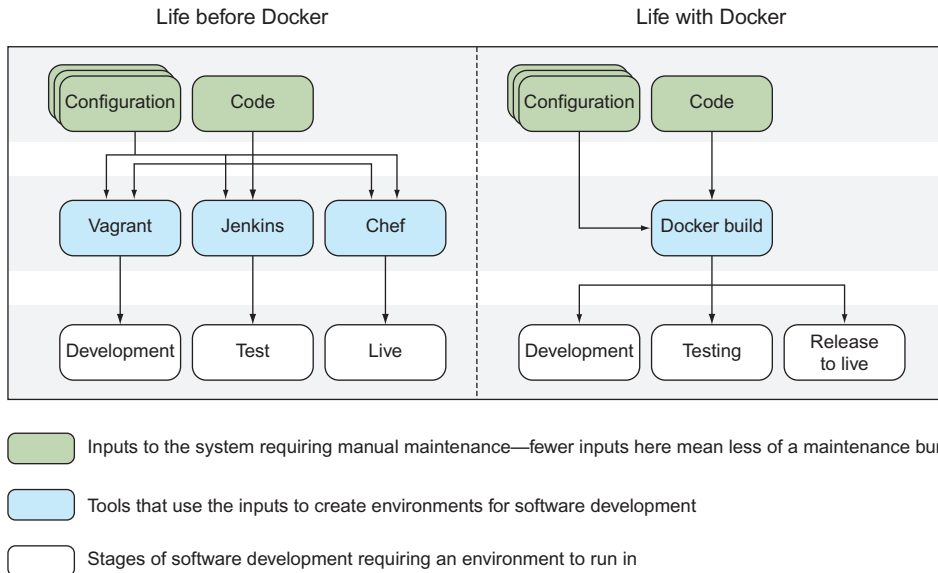 Life before Docker
Life with Docker
Configuration
Code
Configuration
Code
Vagrant
Jenkins
Chef
Docker build
Development
Test
Live
Development
Testing
Release
to live
Inputs to the system requiring manual maintenance—fewer inputs here mean less of a maintenance
Tools that use the inputs to create environments for software development
Stages of software development requiring an environment to run in